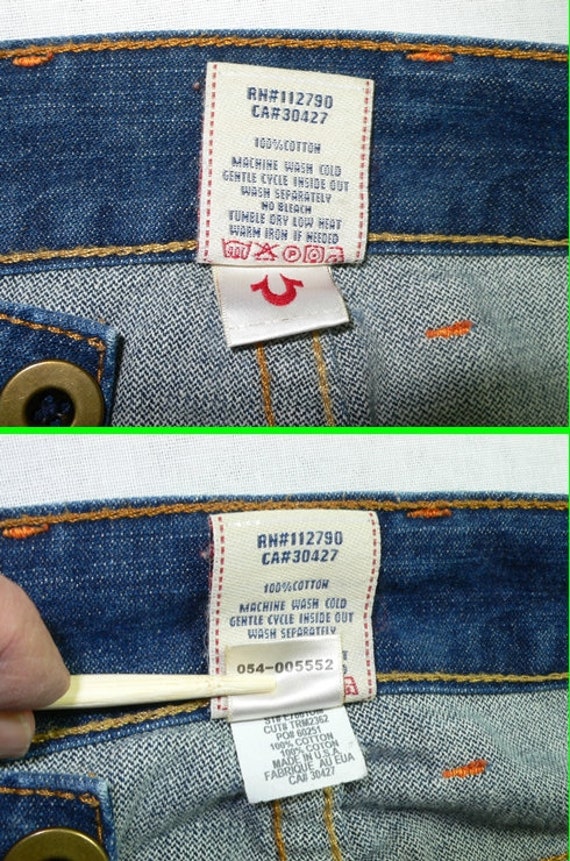 RN#112790
CA#30427
100%COTTON
MACHINE WASH COLD
GENTLE CYCLE INSIDE OUT
WASH SEPARATELY
NO BLEACH
TUMBLE DRY LOW HEAT
WARM IRON IF NEEDED
RN#112790
CA#30427
100%COTTON
MACHINE WASH COLD
GENTLE CYCLE INSIDE OUT
WASH SEPARATELY
054-005552
CUT# TRM2362
PO# 60251
100% COTTON
100% COTTON
MADE IN U.S.A
FABRIQUE AU EUA
CA# 30427